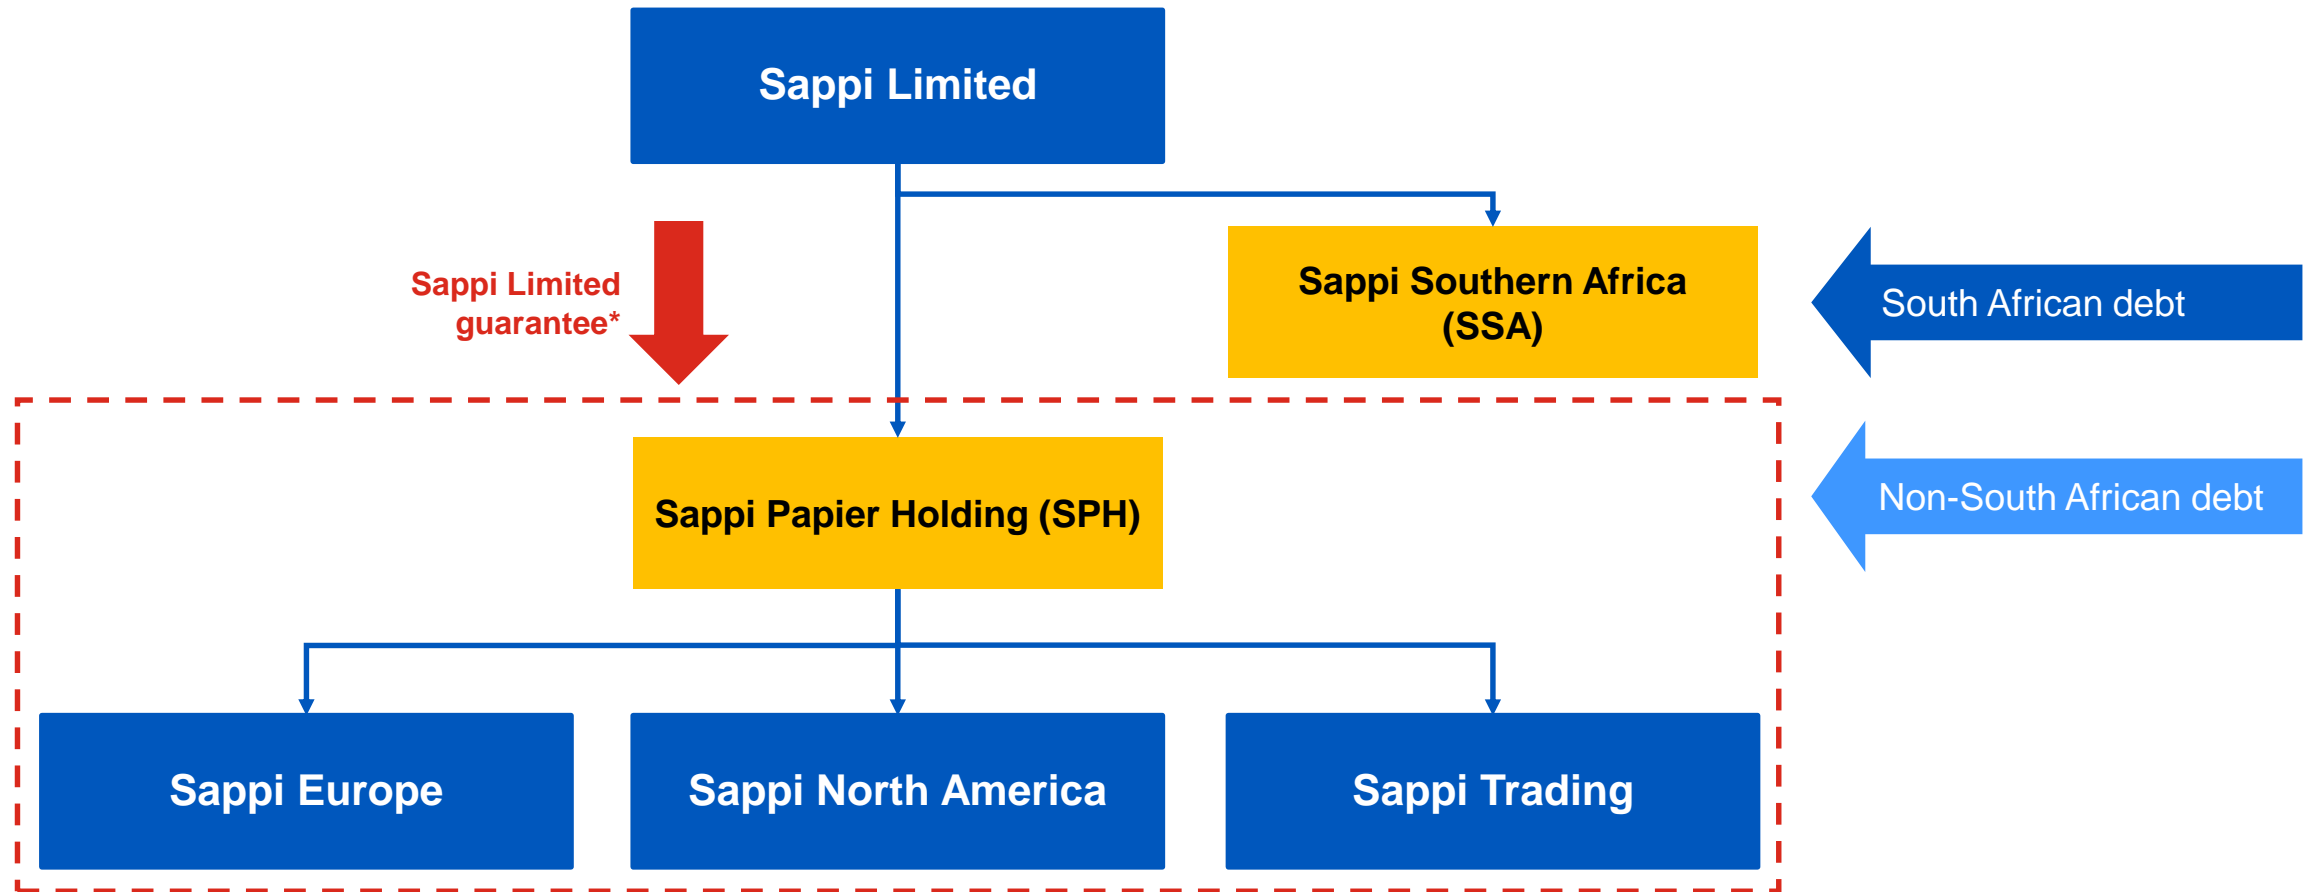 Sappi Limited
Sappi Limited
guarantee*
Sappi Southern Africa
(SSA)
South African debt
Sappi Papier Holding (SPH)
Non-South African debt
Sappi Europe
Sappi North America
Sappi Trading